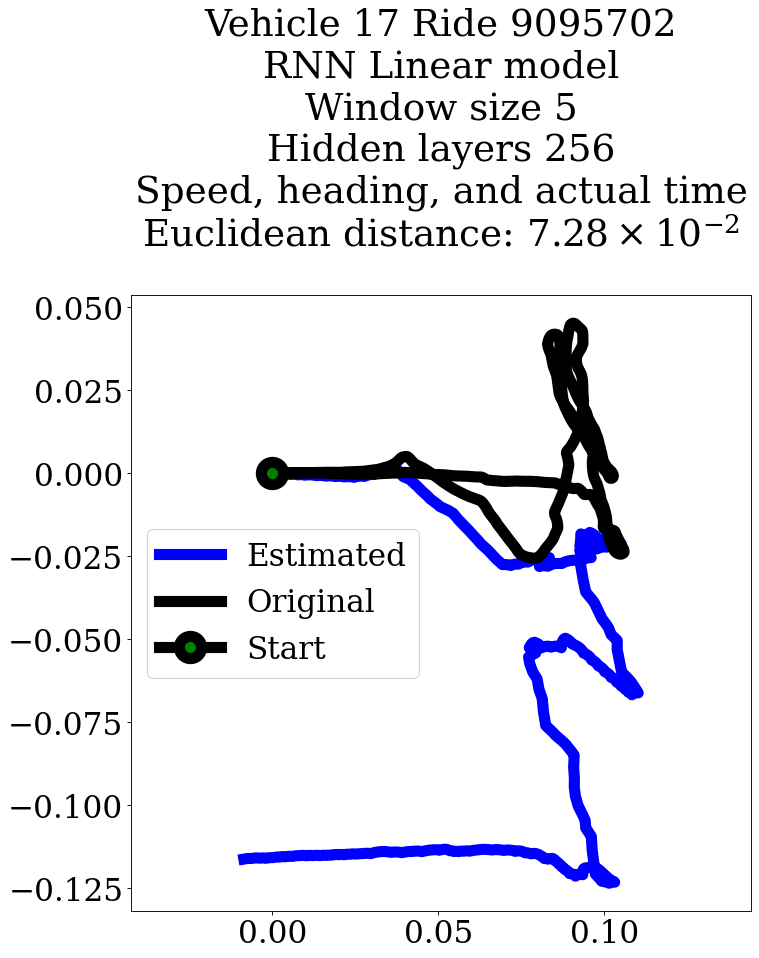 Vehicle 17 Ride 9095702
RNN Linear model
Window size 5
Hidden layers 256
Speed, heading, and actual time
Euclidean distance: 7.28 × 10⁻²
0.050
0.025
0.000
−0.025
−0.050
−0.075
−0.100
−0.125
Estimated
Original
Start
0.00 0.05 0.10